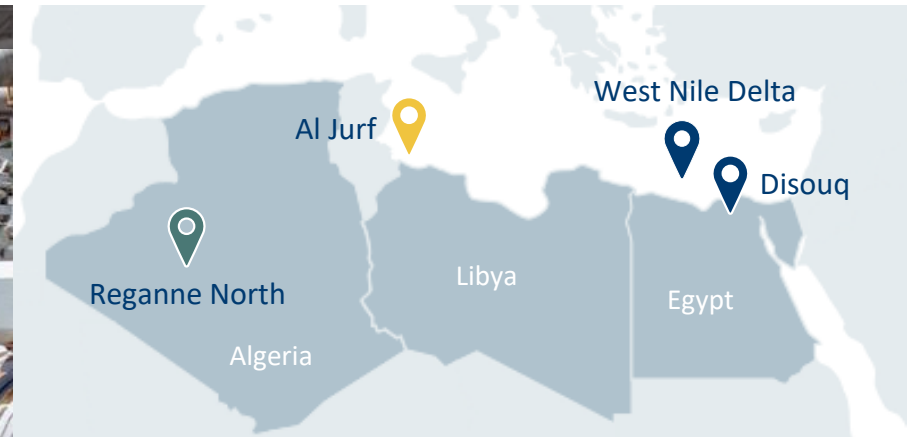 West Nile Delta
Al Jurf
Disouq
Reganne North
Libya
Egypt
Algeria